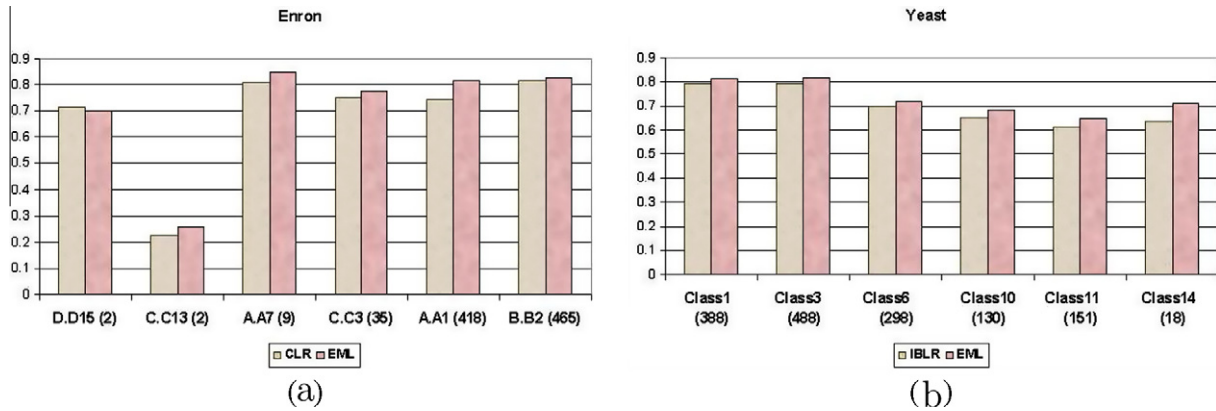 Enron
0.9
0.8
0.7
0.6
0.5
0.4
0.3
0.2
0.1
0
D.D15 (2) C.C13 (2) A.A7 (9) C.C3 (35) A.A1 (418) B.B2 (465)
CLR EML
(a)
Yeast
0.9
0.8
0.7
0.6
0.5
0.4
0.3
0.2
0.1
0
Class1 Class3 Class6 Class10 Class11 Class14
(388) (488) (298) (130) (151) (18)
IBLR EML
(b)